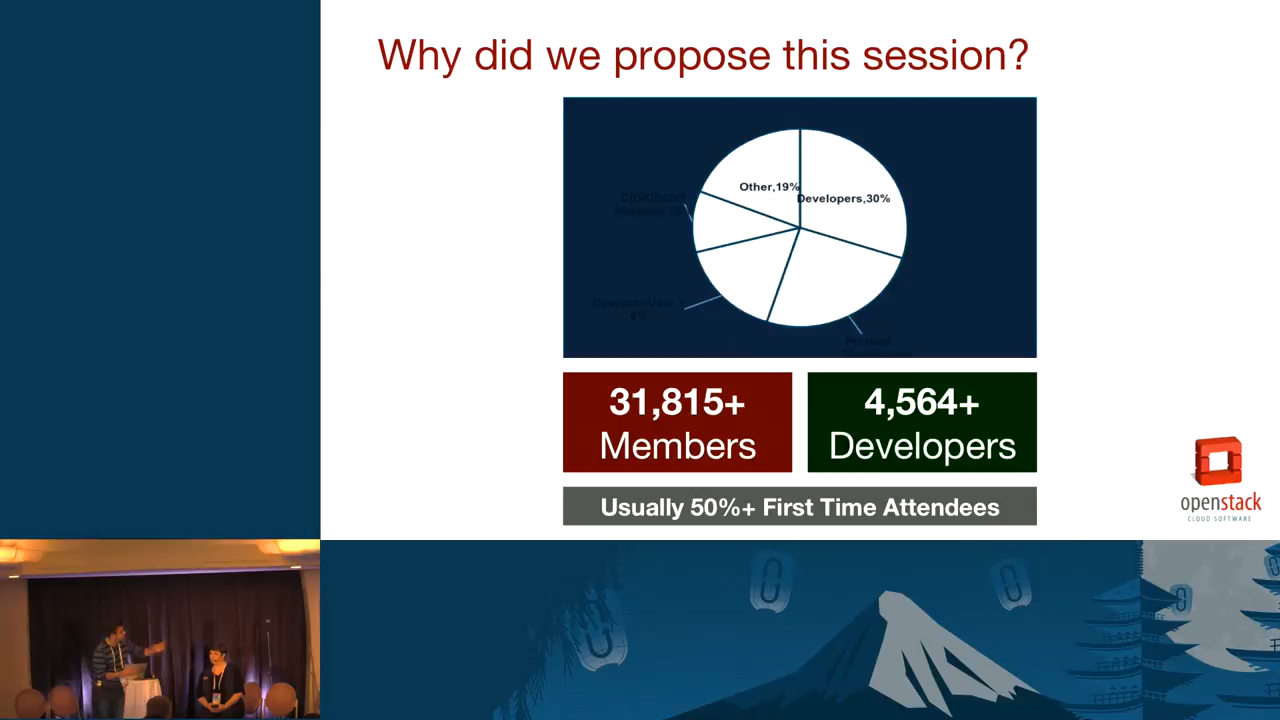 Why did we propose this session?
Other,19%
Developers,30%
Product
31,815+
Members
4,564+
Developers
Usually 50%+ First Time Attendees
openstack
CLOUD SOFTWARE